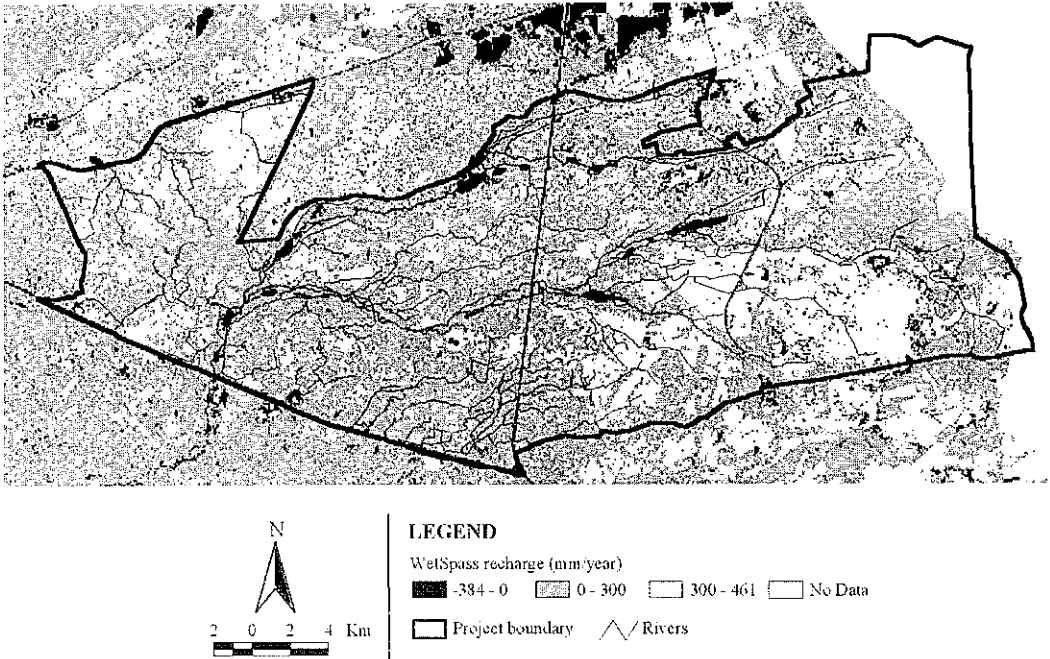 N
2 0 2 4 Km
LEGEND
WetSpass recharge (mm/year)
-384 - 0 0 - 300 300 - 461 No Data
Project boundary Rivers